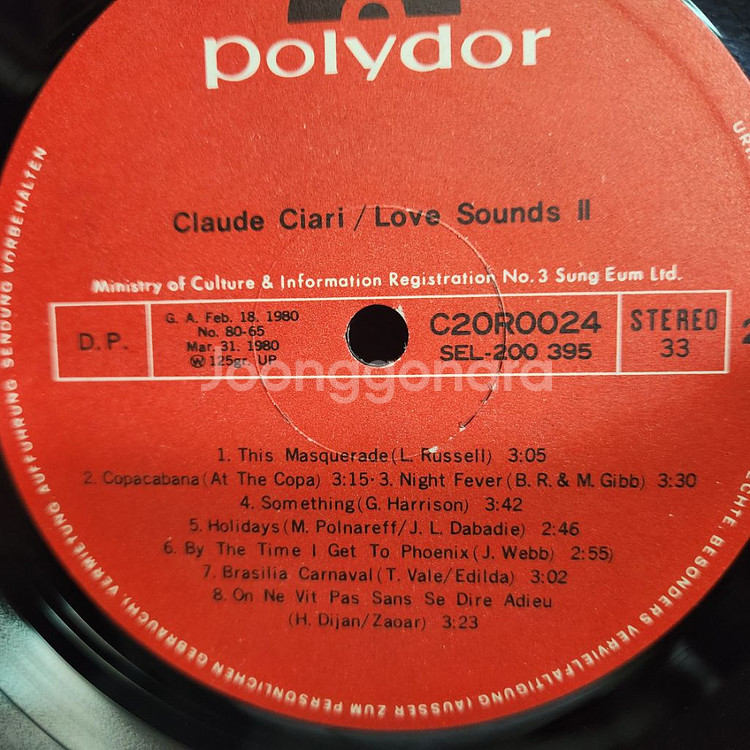 polydor
Claude Ciari / Love Sounds II
Ministry of Culture & Information Registration No. 3 Sung Eum Ltd.
D.P.
G. A. Feb. 18. 1980
No. 80-65
Mar. 31. 1980
Ⓦ 125gr. UP
C20R0024
SEL-200 395
STEREO
33
2
Joonggonara
1. This Masquerade(L. Russell) 3:05
2. Copacabana(At The Copa) 3:15·3. Night Fever(B. R.& M. Gibb) 3:30
4. Something(G. Harrison) 3:42
5. Holidays(M. Polnareff/J. L. Dabadie) 2:46
6. By The Time I Get To Phoenix(J. Webb) 2:55)
7. Brasilia Carnaval(T. Vale/Edilda) 3:02
8. On Ne Vit Pas Sans Se Dire Adieu
(H. Dijan/Zaoar) 3:23
URH
CHTE BESONDERS VERVIELFÄLTIGUNG (AUSSER ZUM PERSÖNLICHEN GEBRAUCH), VERMIETUNG AUFFÜHRUNG SENDUNG VORBEHALTEN